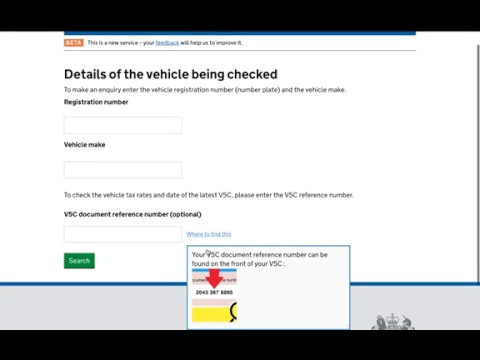 BETA This is a new service – your feedback will help us to improve it.
Details of the vehicle being checked
To make an enquiry enter the vehicle registration number (number plate) and the vehicle make.
Registration number
Vehicle make
To check the vehicle tax rates and date of the latest V5C, please enter the V5C reference number.
V5C document reference number (optional)
Where to find this
Your V5C document reference number can be
found on the front of your V5C :
2043 367 8895
Search